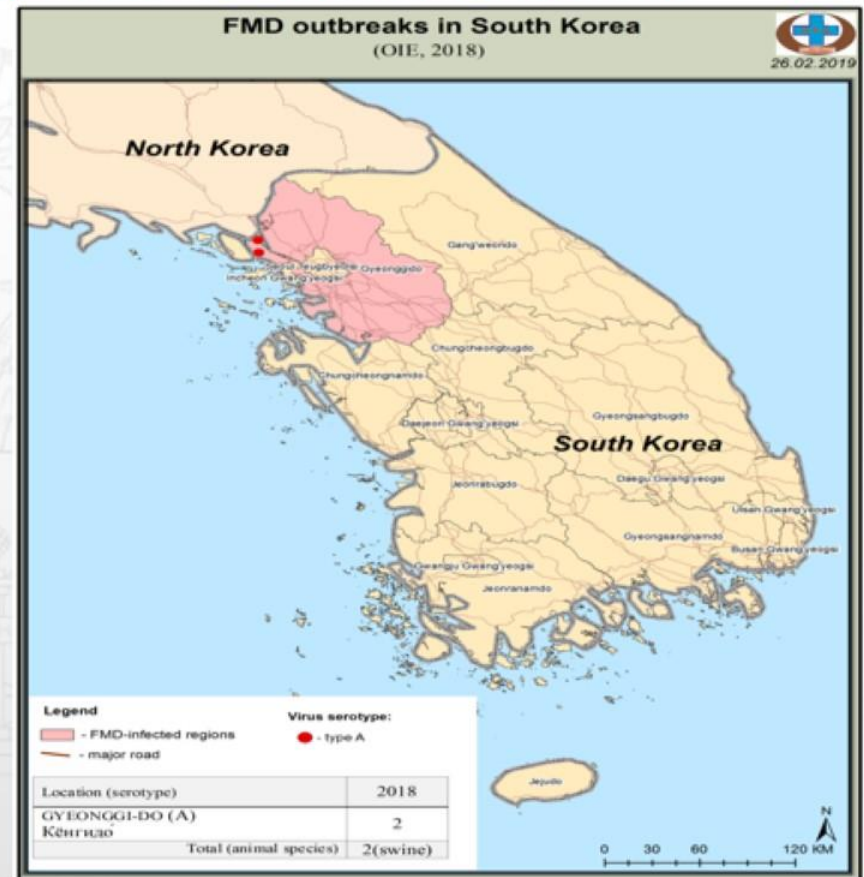 FMD outbreaks in South Korea
(OIE, 2018)
26.02.2019
North Korea
Gang'weondo
Gyeonggido
Incheon Gwang'yeogsi
Chungcheongbugdo
Chungcheongnamdo
Gyeongsangbugdo
Daejeon Gwang'yeogsi
South Korea
Daegu Gwang'yeogsi
Jeonrabugdo
Ulsan Gwang'yeogsi
Gyeongsangnamdo
Busan Gwang'yeogsi
Gwangju Gwang'yeogsi
Jeonranamdo
Jejudo
Legend
- FMD-infected regions
- major road
Virus serotype:
- type A
Location (serotype) 2018
GYEONGGI-DO (A)
Кёнгидо
2
Total (animal species) 2(swine)
N
0 30 60 120 KM